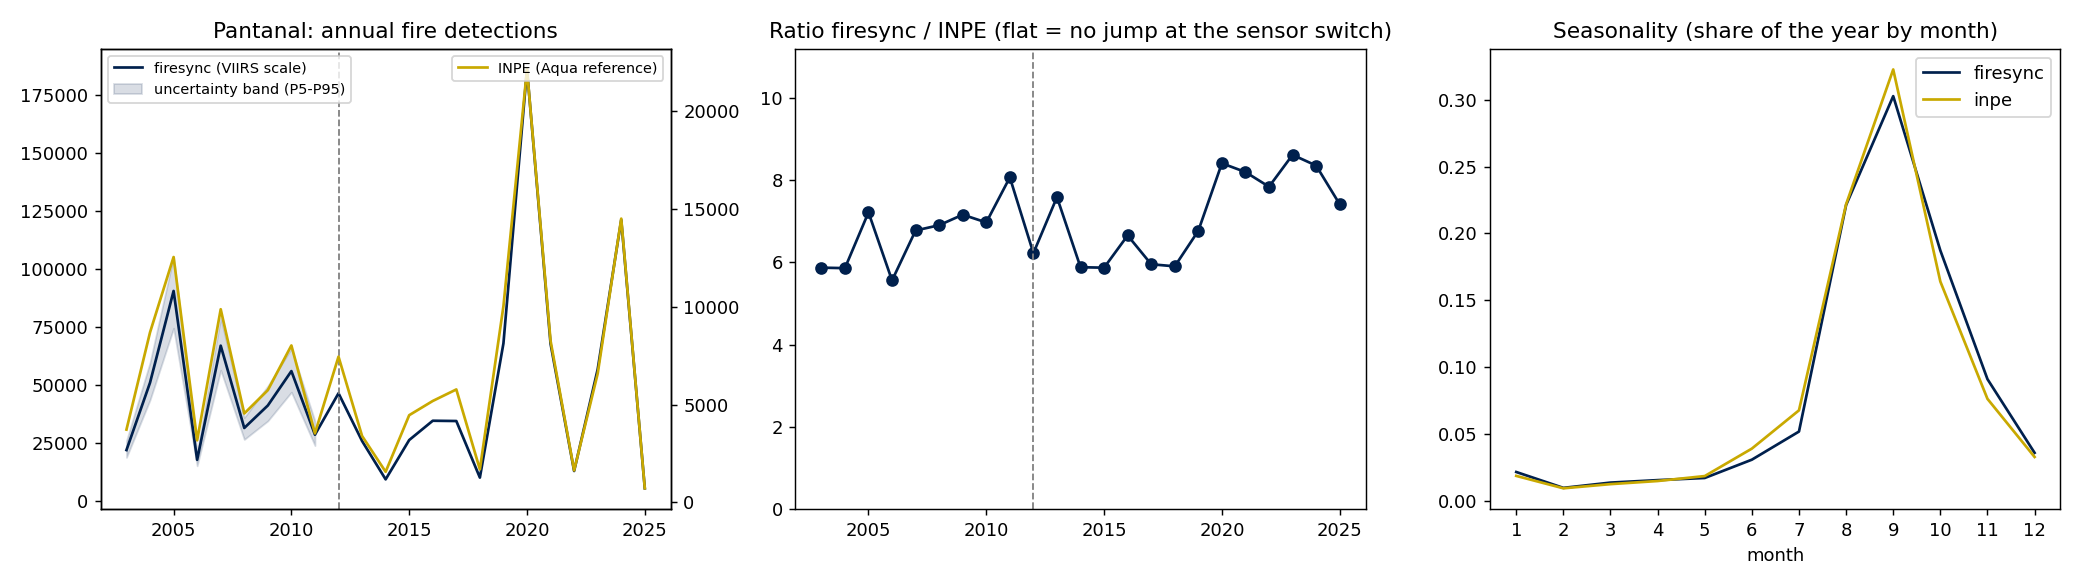 Pantanal: annual fire detections
firesync (VIIRS scale)
uncertainty band (P5-P95)
INPE (Aqua reference)
175000
150000
125000
100000
75000
50000
25000
0
20000
15000
10000
5000
0
2005 2010 2015 2020 2025
Ratio firesync / INPE (flat = no jump at the sensor switch)
10
8
6
4
2
0
2005 2010 2015 2020 2025
Seasonality (share of the year by month)
firesync
inpe
0.30
0.25
0.20
0.15
0.10
0.05
0.00
1 2 3 4 5 6 7 8 9 10 11 12
month